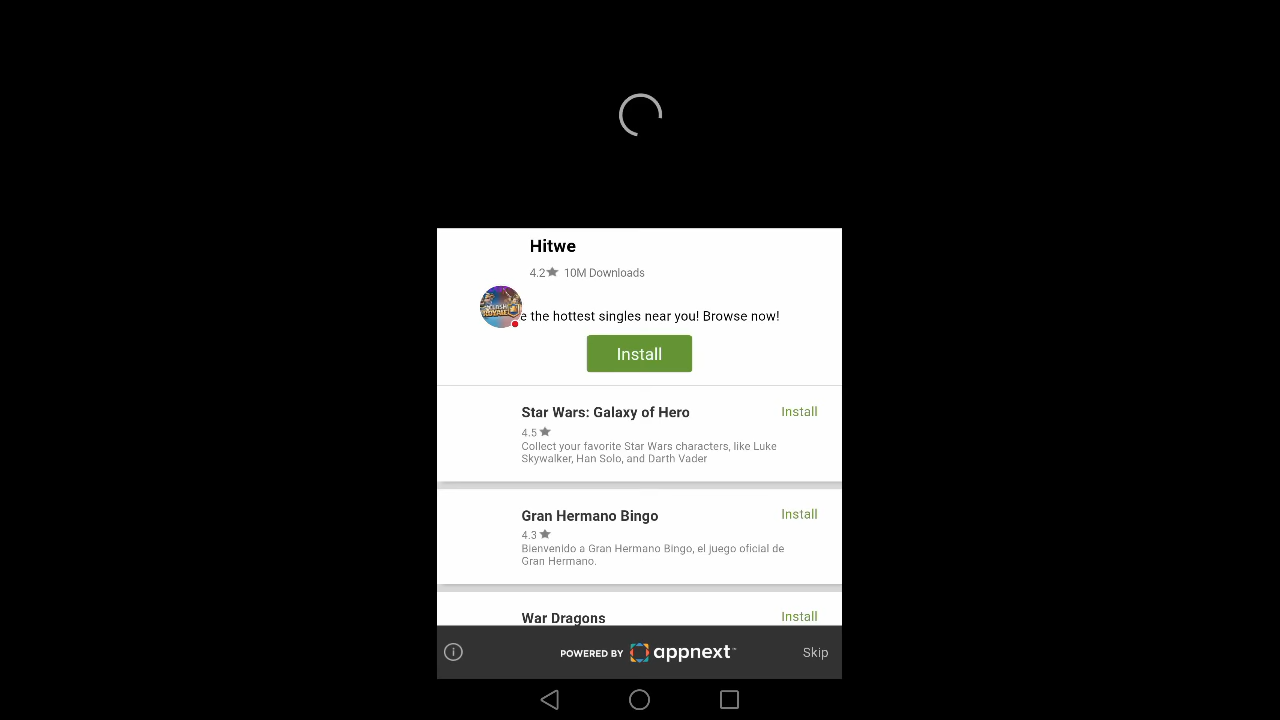 Hitwe
4.2 10M Downloads
e the hottest singles near you! Browse now!
Install
Star Wars: Galaxy of Hero
Install
4.5
Collect your favorite Star Wars characters, like Luke
Skywalker, Han Solo, and Darth Vader
Gran Hermano Bingo
Install
4.3
Bienvenido a Gran Hermano Bingo, el juego oficial de
Gran Hermano.
War Dragons
Install
POWERED BY appnext™
Skip